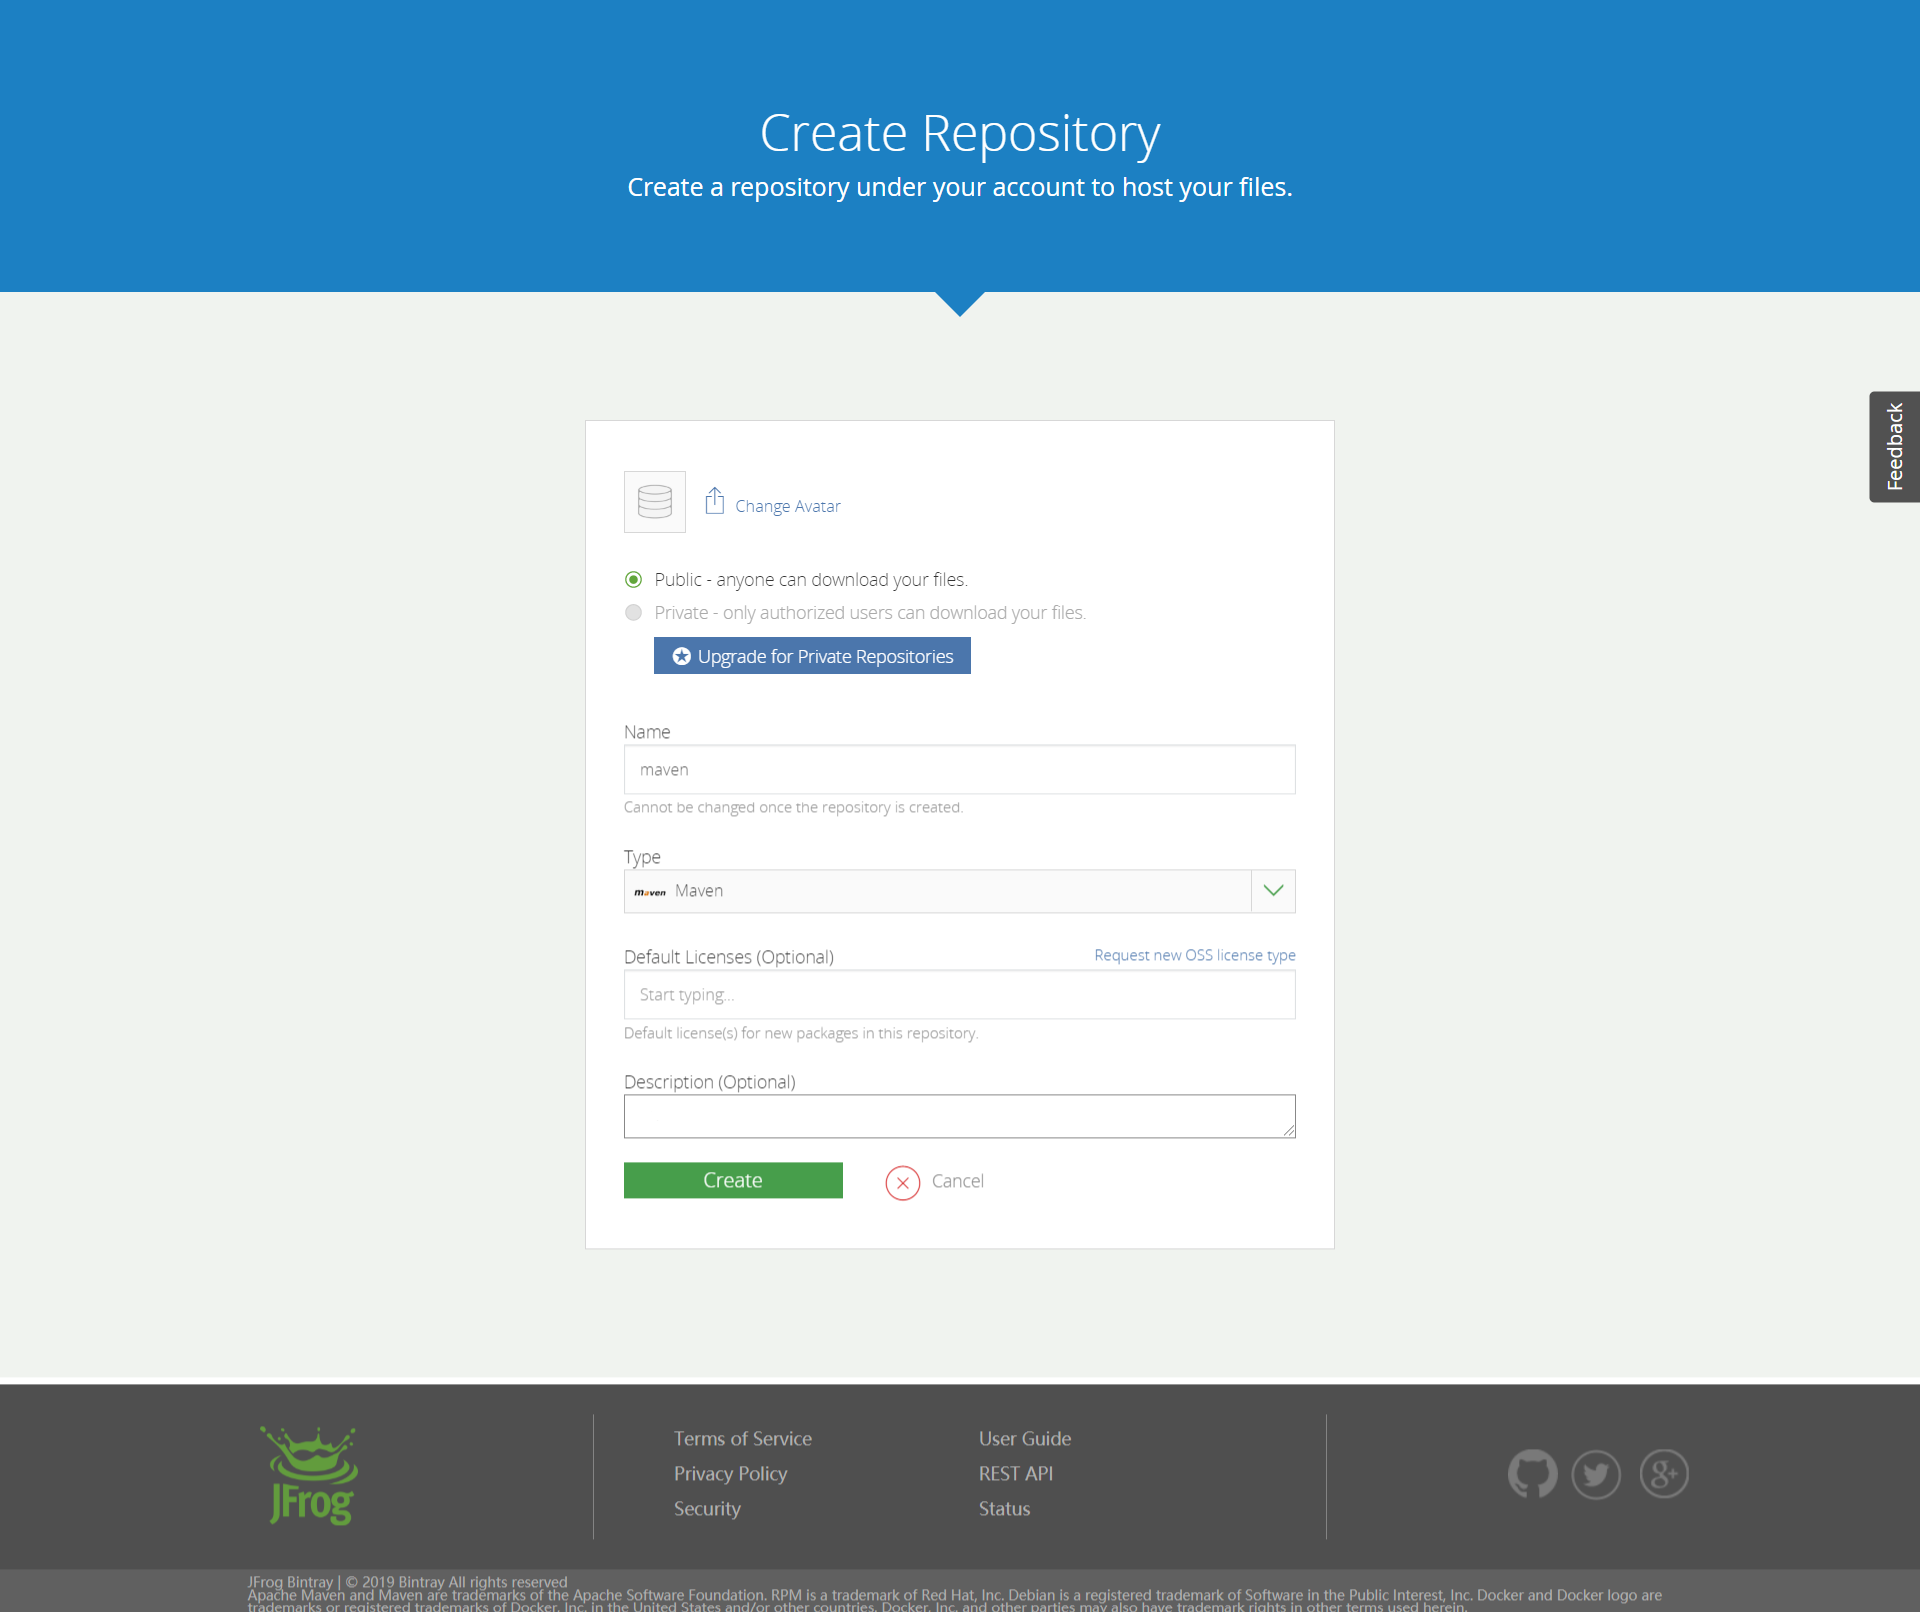 Create Repository
Create a repository under your account to host your files.
Feedback
Change Avatar
Public - anyone can download your files.
Private - only authorized users can download your files.
Upgrade for Private Repositories
Name
maven
Cannot be changed once the repository is created.
Type
maven Maven
Default Licenses (Optional) Request new OSS license type
Start typing...
Default license(s) for new packages in this repository.
Description (Optional)
Create Cancel
JFrog
Terms of Service User Guide
Privacy Policy REST API
Security Status
g+
JFrog Bintray | © 2019 Bintray All rights reserved
Apache Maven and Maven are trademarks of the Apache Software Foundation. RPM is a trademark of Red Hat, Inc. Debian is a registered trademark of Software in the Public Interest, Inc. Docker and Docker logo are
trademarks or registered trademarks of Docker, Inc. in the United States and/or other countries. Docker, Inc. and other parties may also have trademark rights in other terms used herein.